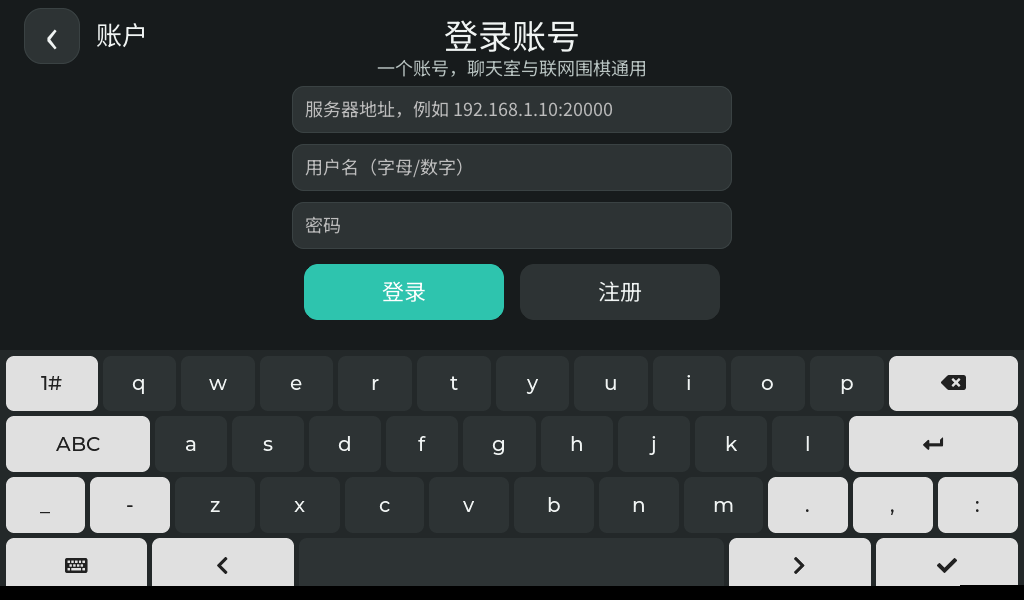 账户
登录账号
一个账号，聊天室与联网围棋通用
服务器地址，例如 192.168.1.10:20000
用户名（字母/数字）
密码
登录 注册
1# q w e r t y u i o p
ABC a s d f g h j k l
_ - z x c v b n m . , :